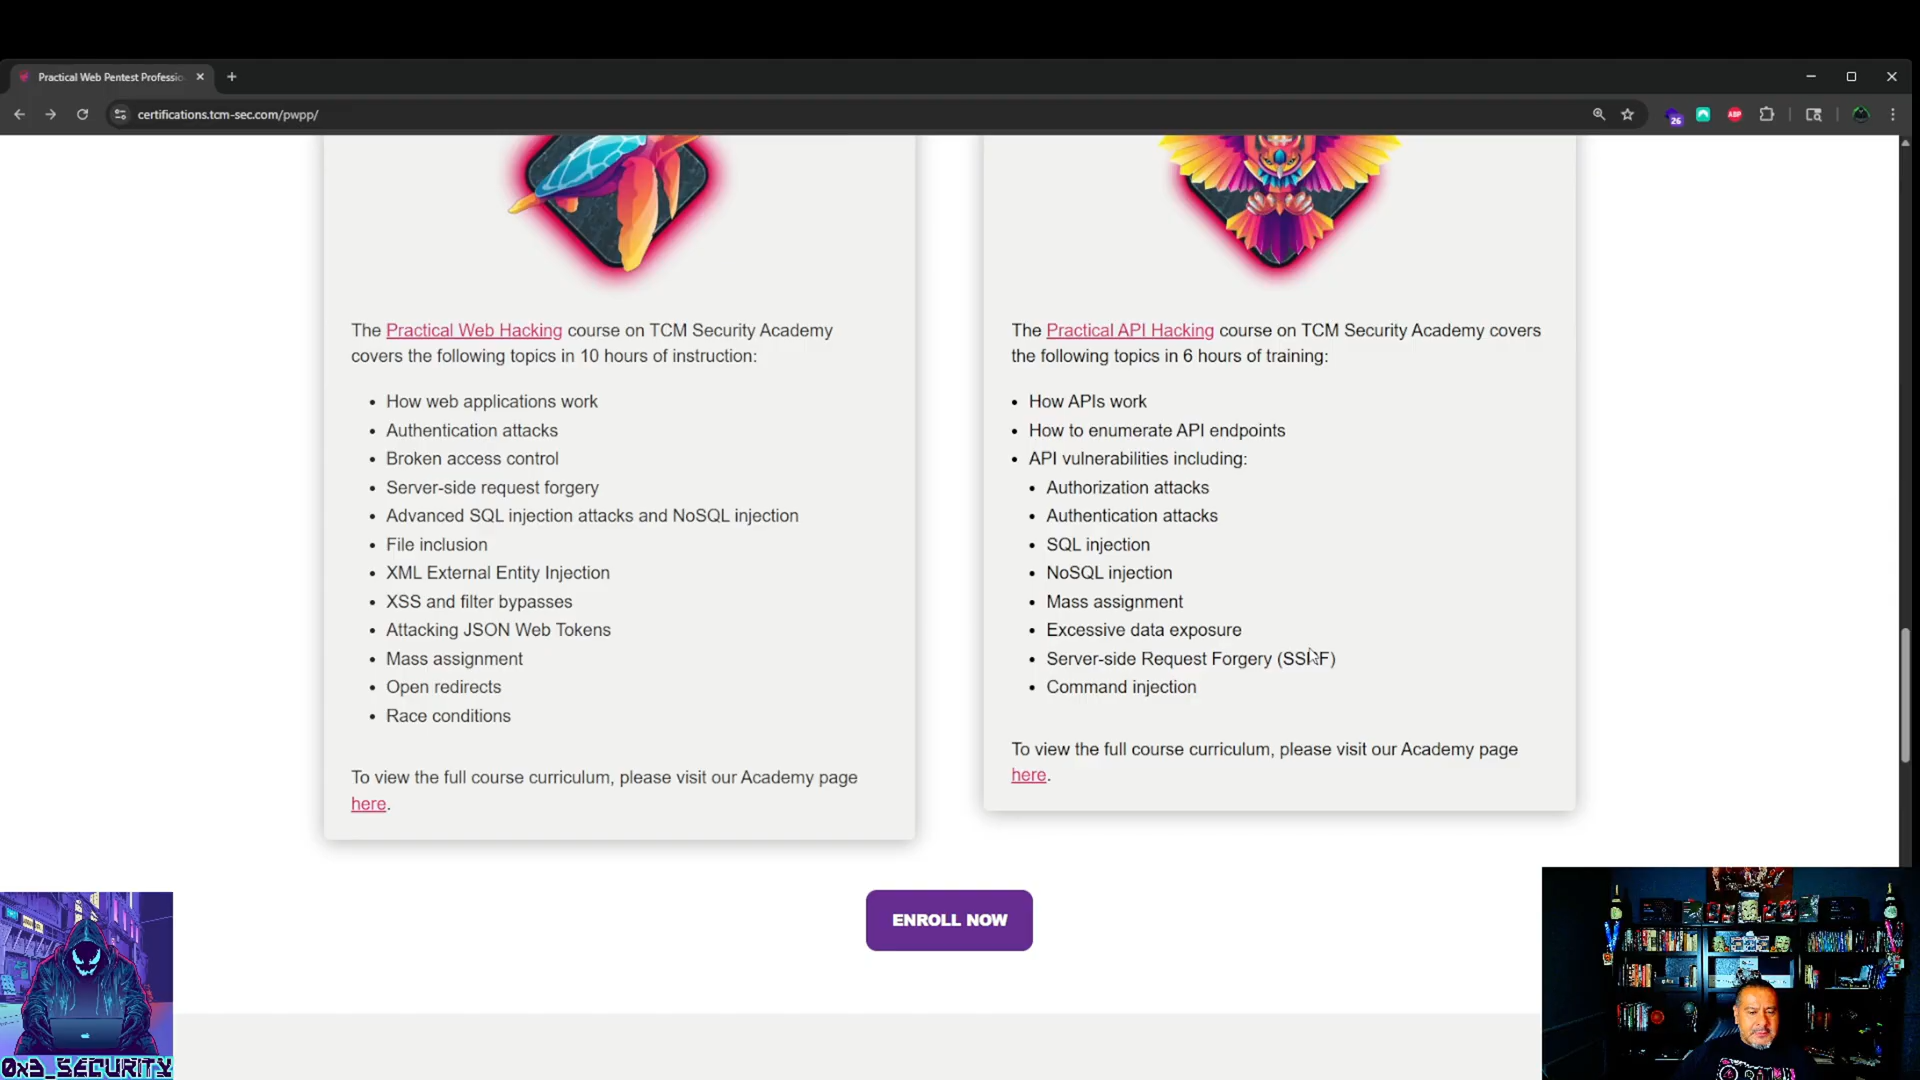 Practical Web Pentest Professio
certifications.tcm-sec.com/pwpp/
26
ABP
The Practical Web Hacking course on TCM Security Academy
covers the following topics in 10 hours of instruction:
How web applications work
Authentication attacks
Broken access control
Server-side request forgery
Advanced SQL injection attacks and NoSQL injection
File inclusion
XML External Entity Injection
XSS and filter bypasses
Attacking JSON Web Tokens
Mass assignment
Open redirects
Race conditions
To view the full course curriculum, please visit our Academy page
here.
The Practical API Hacking course on TCM Security Academy covers
the following topics in 6 hours of training:
How APIs work
How to enumerate API endpoints
API vulnerabilities including:
Authorization attacks
Authentication attacks
SQL injection
NoSQL injection
Mass assignment
Excessive data exposure
Server-side Request Forgery (SSRF)
Command injection
To view the full course curriculum, please visit our Academy page
here.
ENROLL NOW
0x3_SECURITY